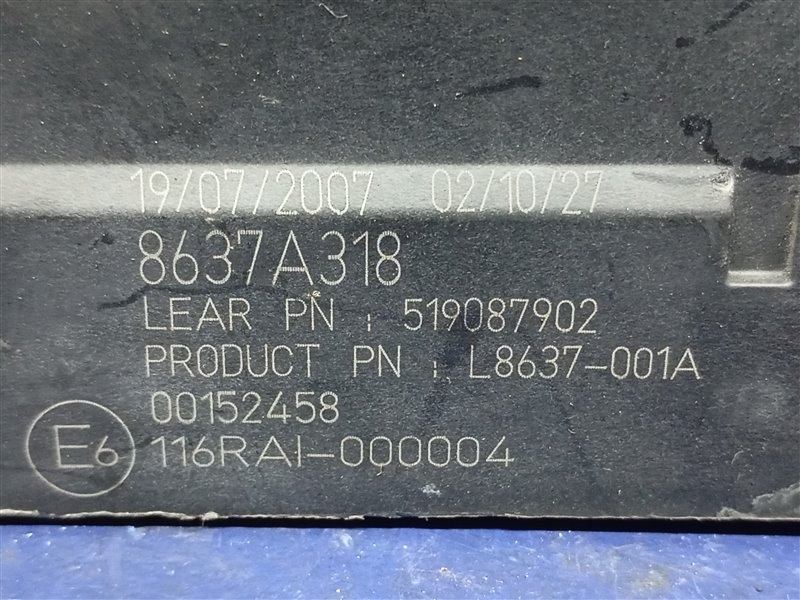 19/07/2007 02/10/27
8637A318
LEAR PN : 519087902
PRODUCT PN : L8637-001A
00152458
E6 116RAI-000004